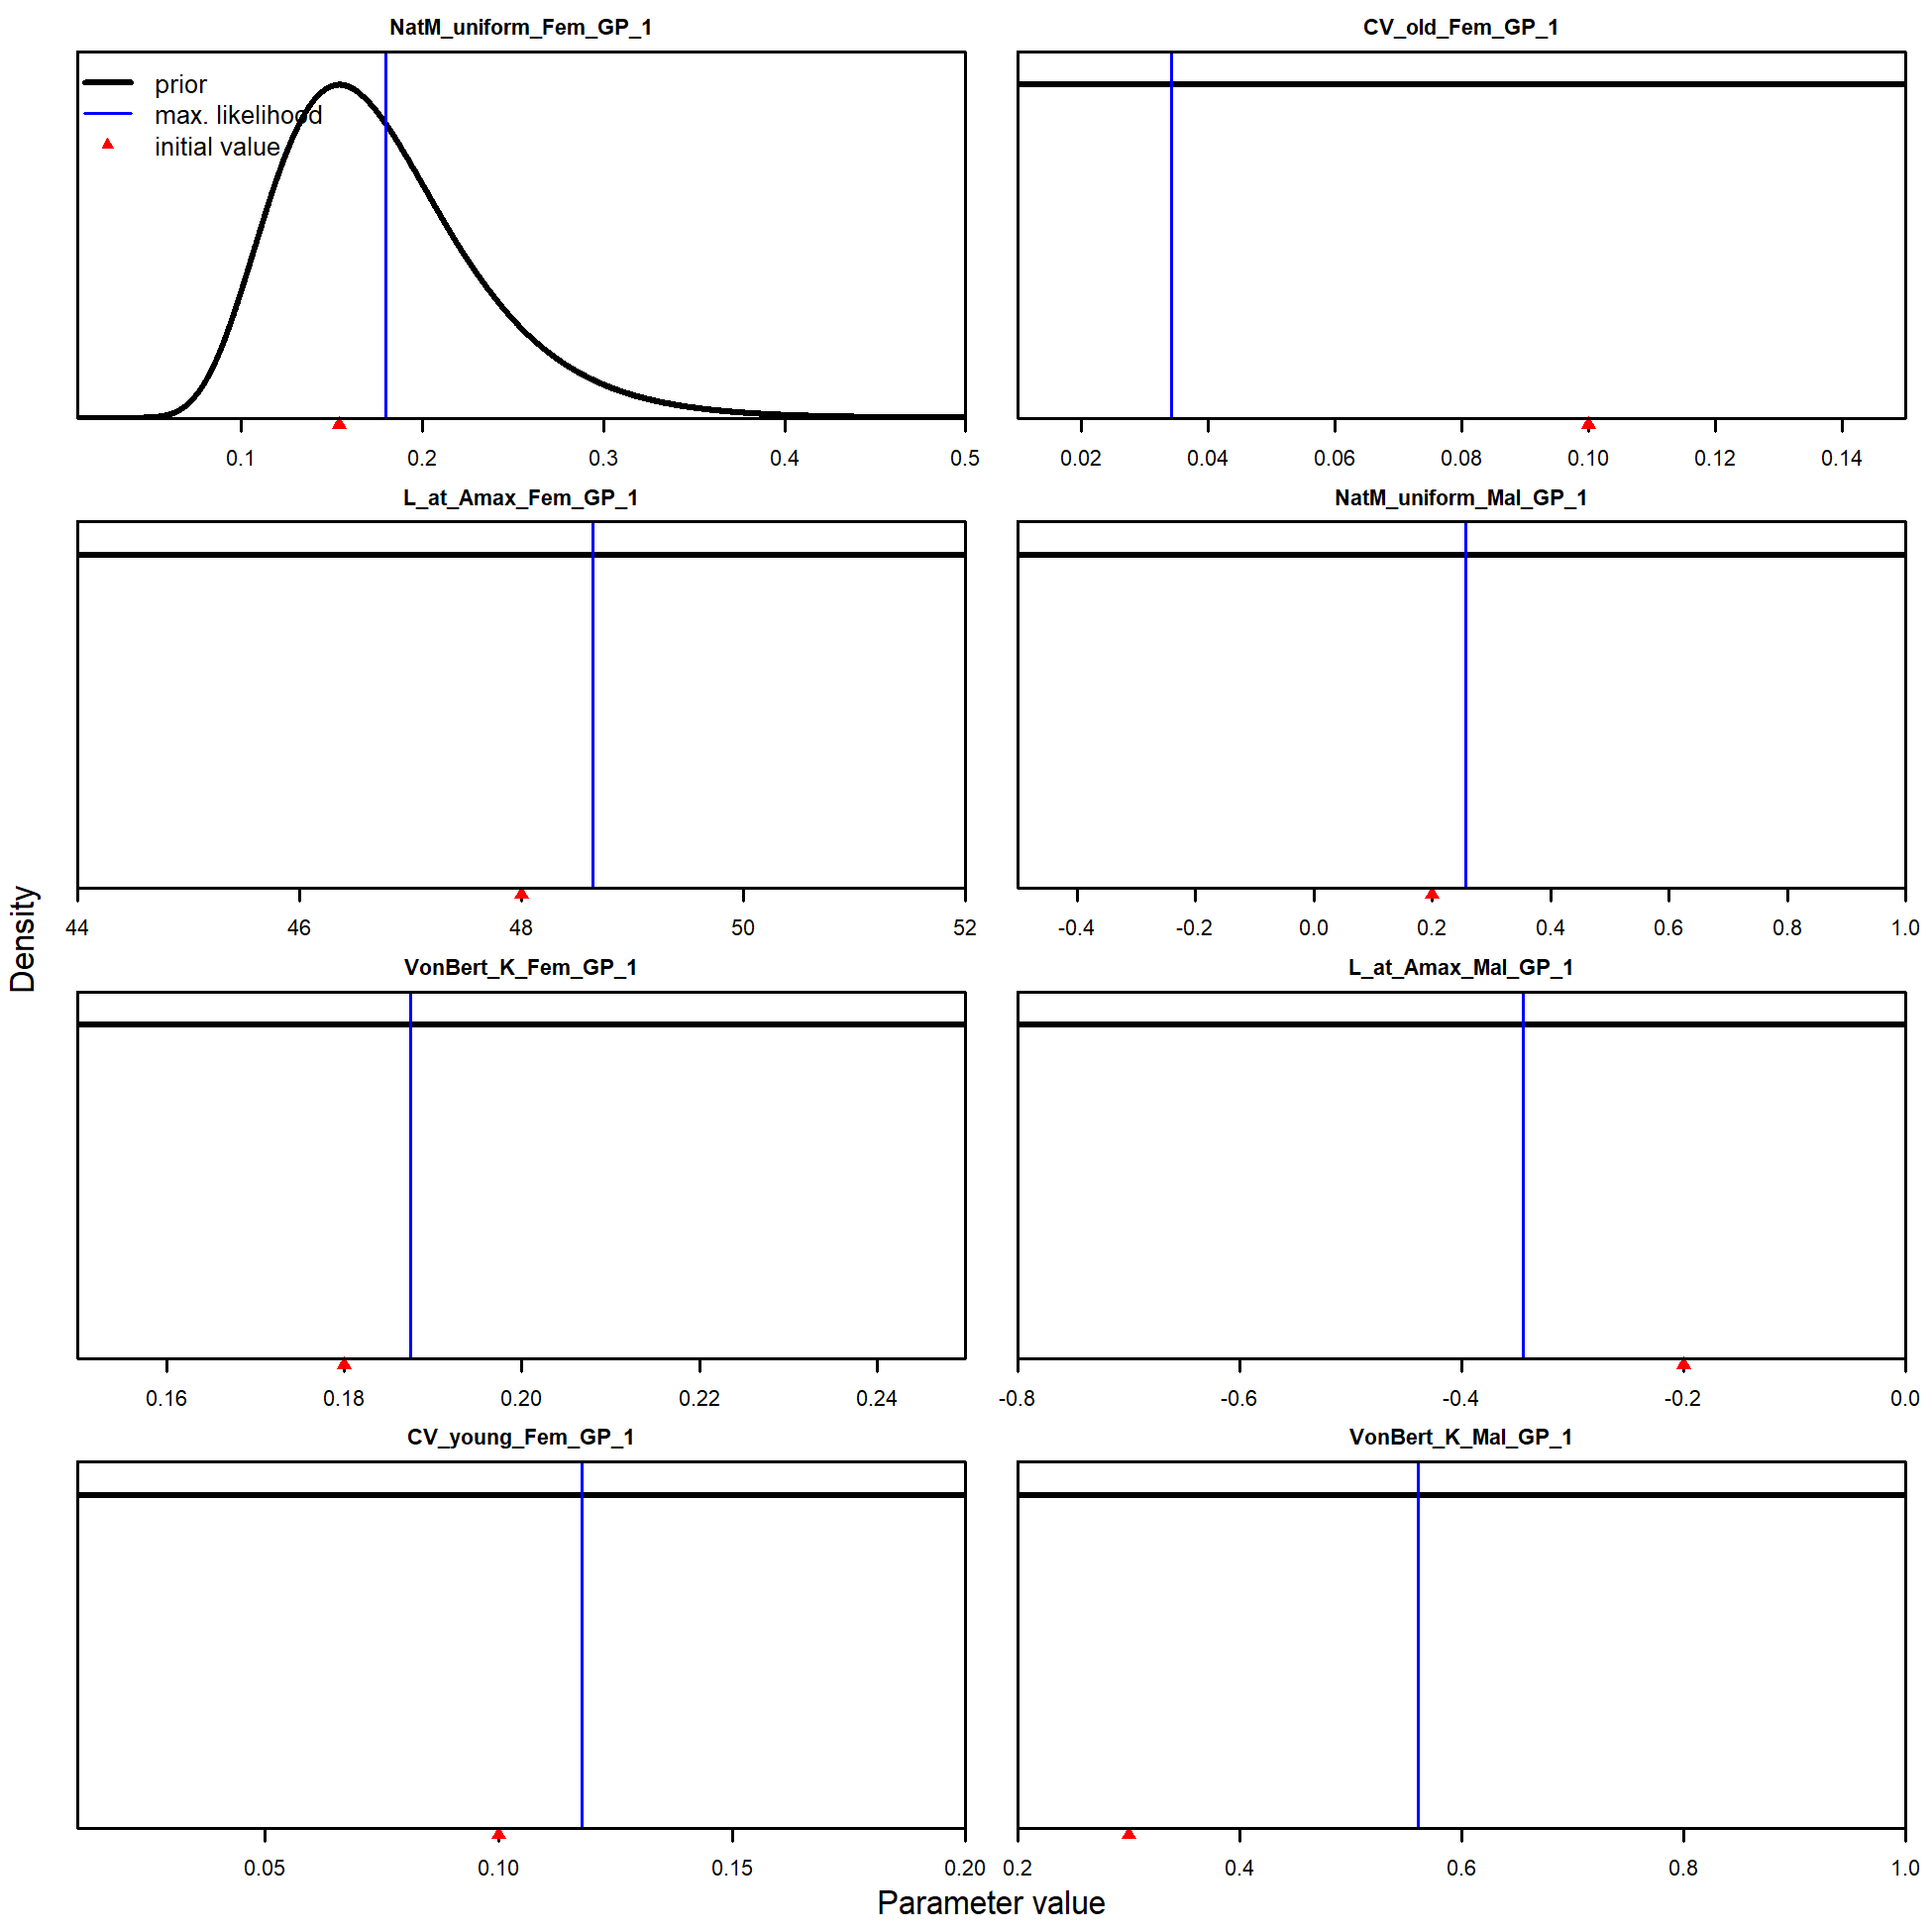 NatM_uniform_Fem_GP_1
prior
max. likelihood
initial value
0.1 0.2 0.3 0.4 0.5
CV_old_Fem_GP_1
0.02 0.04 0.06 0.08 0.10 0.12 0.14
L_at_Amax_Fem_GP_1
44 46 48 50 52
NatM_uniform_Mal_GP_1
-0.4 -0.2 0.0 0.2 0.4 0.6 0.8 1.0
VonBert_K_Fem_GP_1
0.16 0.18 0.20 0.22 0.24
L_at_Amax_Mal_GP_1
-0.8 -0.6 -0.4 -0.2 0.0
CV_young_Fem_GP_1
0.05 0.10 0.15 0.20
VonBert_K_Mal_GP_1
0.2 0.4 0.6 0.8 1.0
Density
Parameter value